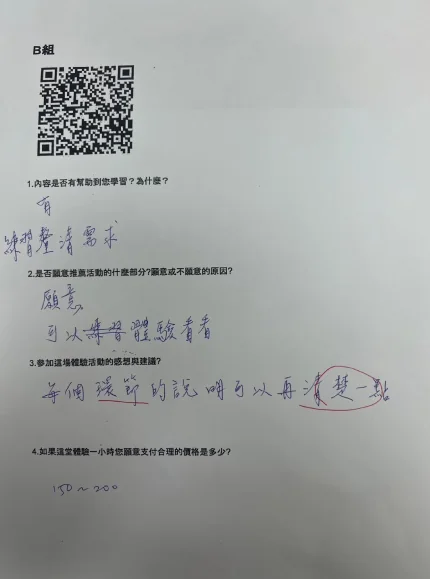 B組
1.內容是否有幫助到您學習？為什麼？
有
練習釐清需求
2.是否願意推薦活動的什麼部分?願意或不願意的原因?
願意
可以練習體驗看看
3.參加這場體驗活動的感想與建議?
每個環節的說明可以再清楚一點
4.如果這堂體驗一小時您願意支付合理的價格是多少?
150～200